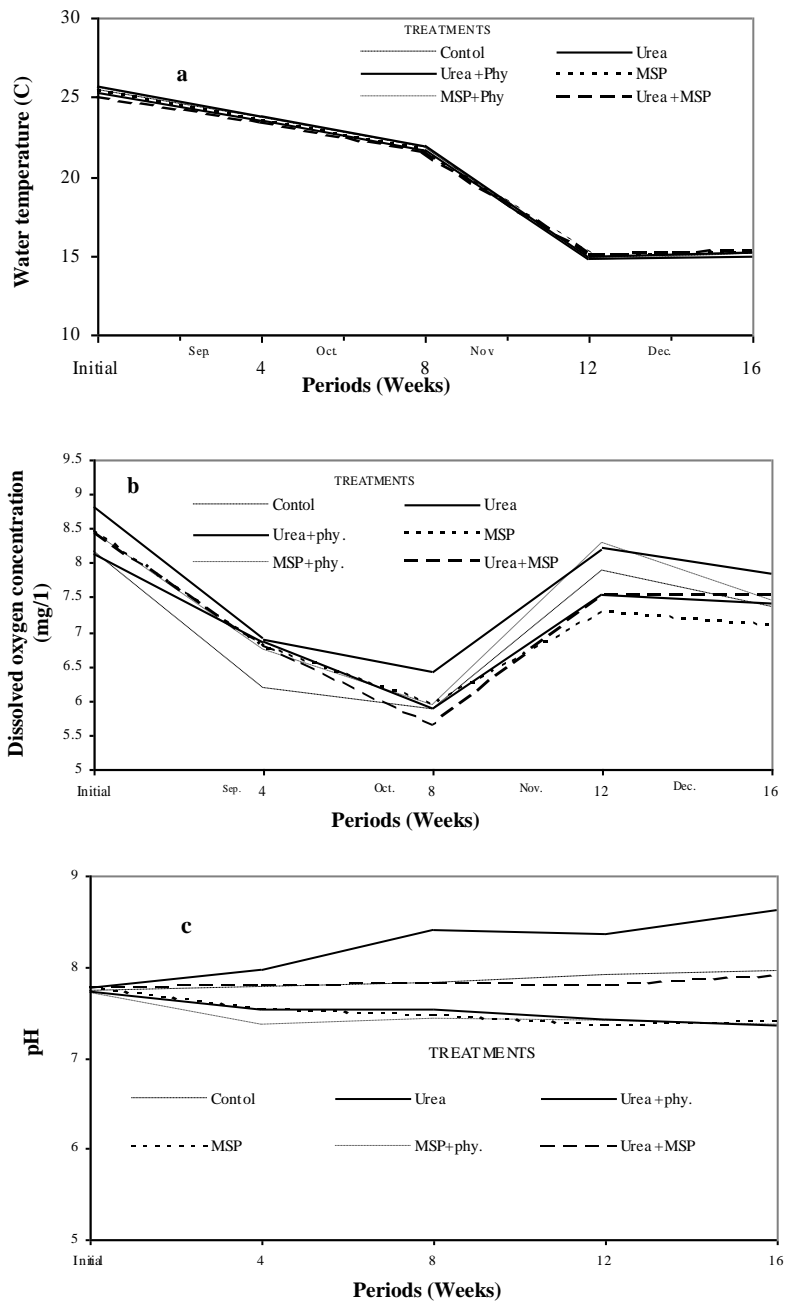 30
25
20
15
10
Water temperature (C)
a
TREATMENTS
Contol
Urea
Urea +Phy
MSP
MSP+Phy
Urea +MSP
Sep.
Oct.
Nov
Dec.
Initial
4
8
12
16
Periods (Weeks)
9.5
9
8.5
8
7.5
7
6.5
6
5.5
5
Dissolved oxygen concentration
(mg/1)
b
TREATMENTS
Contol
Urea
Urea+phy.
MSP
MSP+phy.
Urea+MSP
Initial
Sep.
4
Oct.
8
Nov.
12
Dec.
16
Periods (Weeks)
9
8
7
6
5
pH
c
TREATMENTS
Contol
Urea
Urea +phy.
MSP
MSP+phy.
Urea +MSP
Initial
4
8
12
16
Periods (Weeks)